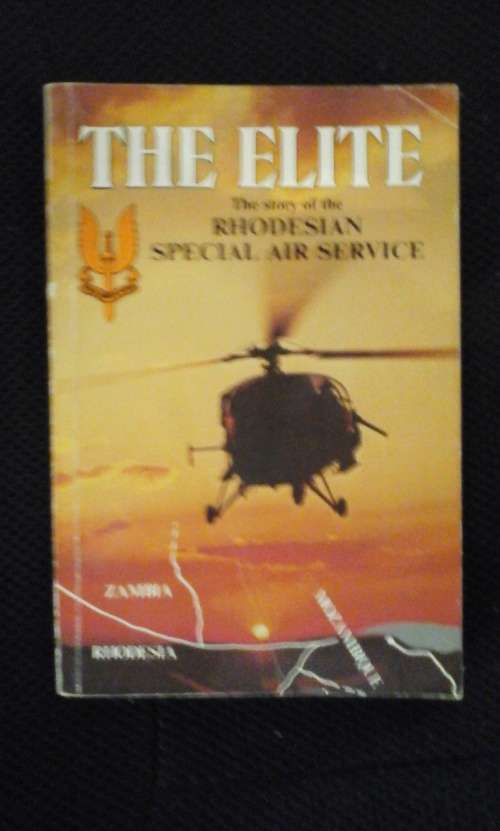 THE ELITE
The story of the
RHODESIAN
SPECIAL AIR SERVICE
ZAMBIA
RHODESIA
MOZAMBIQUE